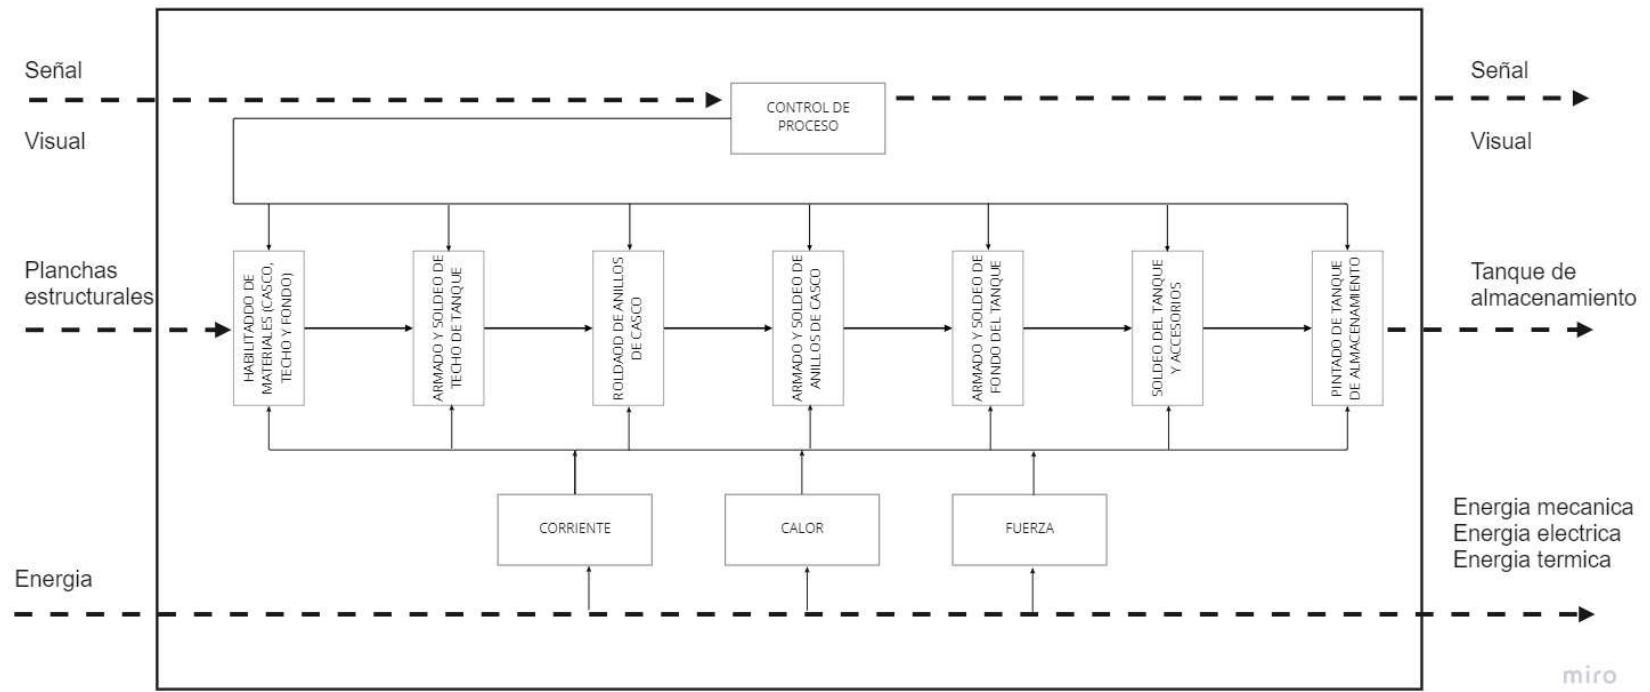 Señal
Visual
CONTROL DE
PROCESO
Señal
Visual
Planchas
estructurales
HABILITADDO DE
MATERIALES (CASCO,
TECHO Y FONDO)
ARMADO Y SOLDEO DE
TECHO DE TANQUE
ROLDAOD DE ANILLOS
DE CASCO
ARMADO Y SOLDEO DE
ANILLOS DE CASCO
ARMADO Y SOLDEO DE
FONDO DEL TANQUE
SOLDEO DEL TANQUE
Y ACCESORIOS
PINTADO DE TANQUE
DE ALMACENAMIENTO
Tanque de
almacenamiento
CORRIENTE
CALOR
FUERZA
Energia
Energia mecanica
Energia electrica
Energia termica
miro